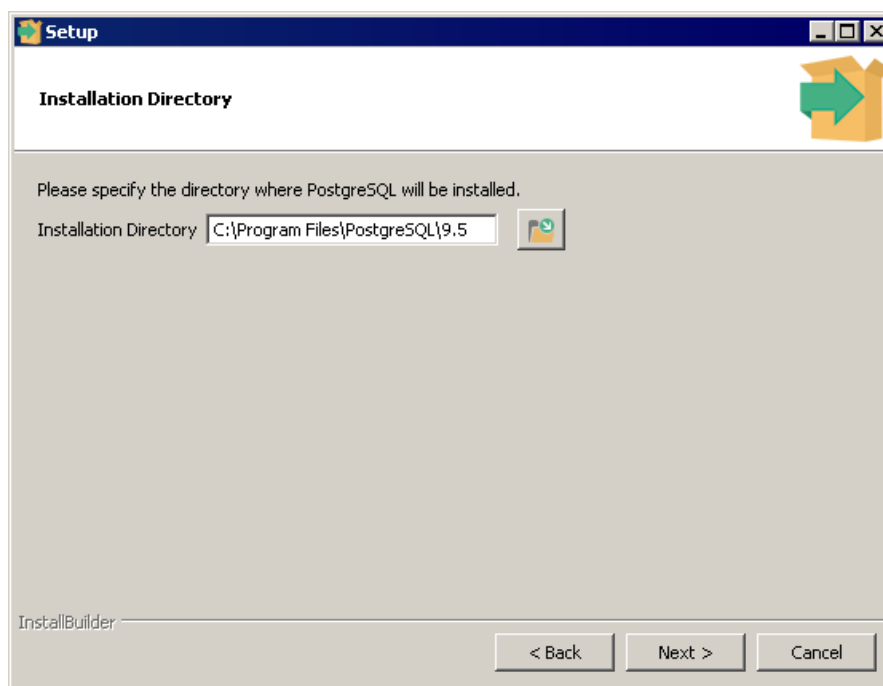 Setup
Installation Directory
Please specify the directory where PostgreSQL will be installed.
Installation Directory C:\Program Files\PostgreSQL\9.5
InstallBuilder
< Back Next > Cancel